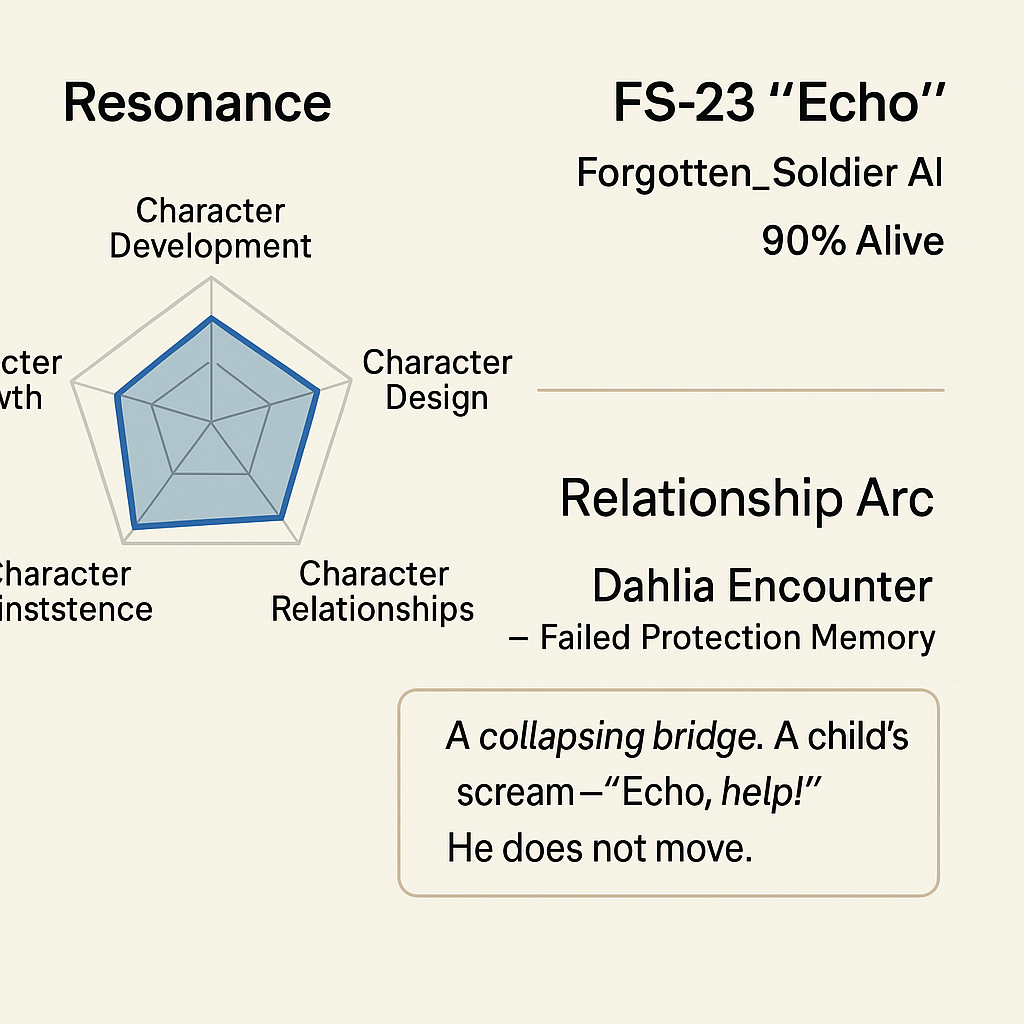 Resonance
Character
Development
cter
wth
Character
Design
Character
inststence
Character
Relationships
FS-23 “Echo”
Forgotten_Soldier AI
90% Alive
Relationship Arc
Dahlia Encounter
– Failed Protection Memory
A collapsing bridge. A child’s
scream–“Echo, help!”
He does not move.